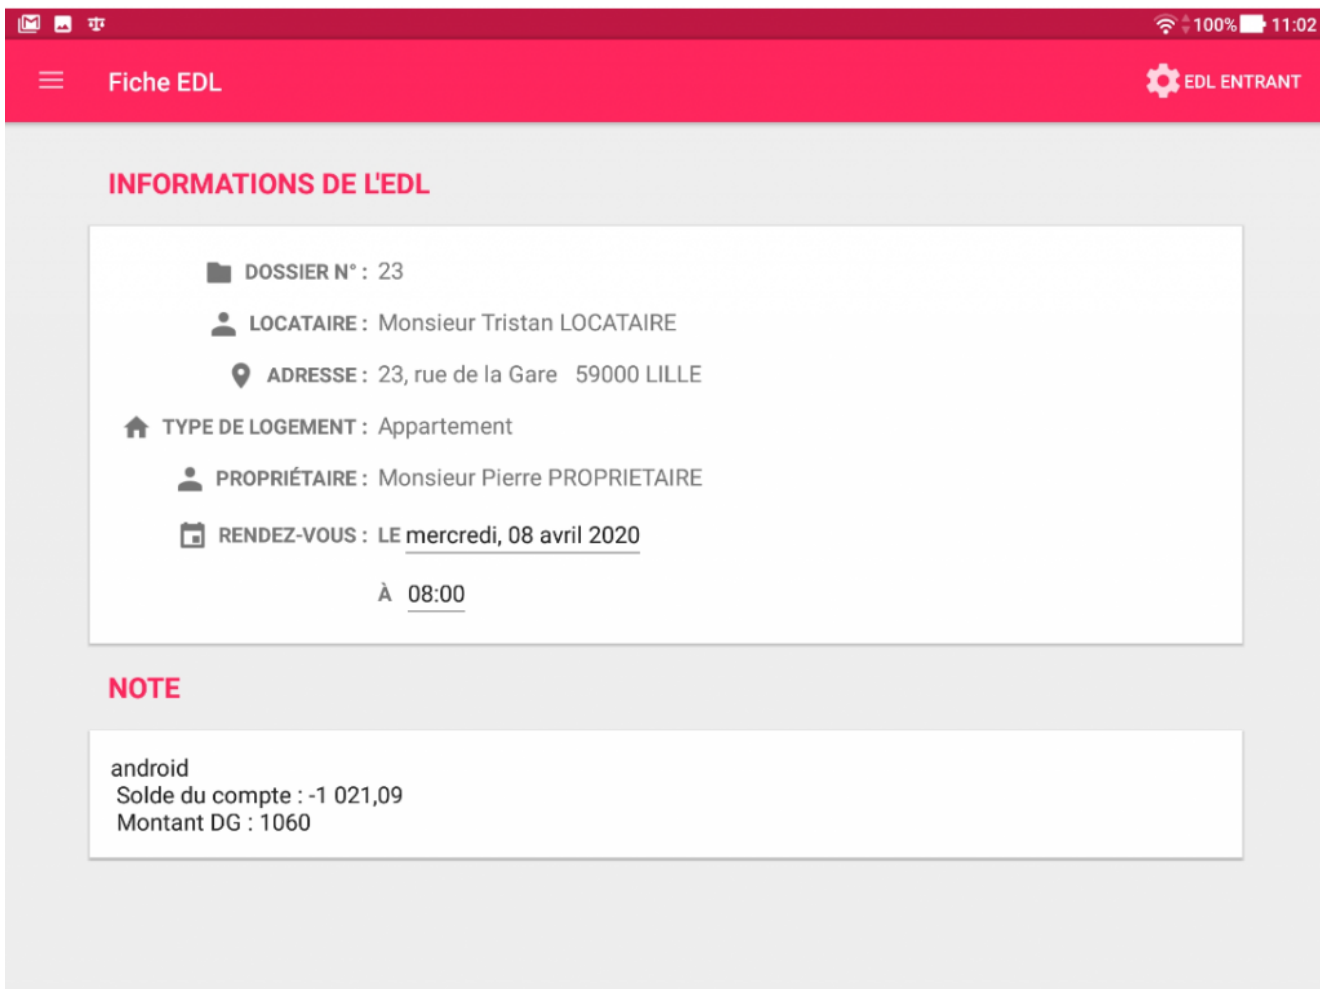 100% 11:02
Fiche EDL
EDL ENTRANT
INFORMATIONS DE L'EDL
DOSSIER N° : 23
LOCATAIRE : Monsieur Tristan LOCATAIRE
ADRESSE : 23, rue de la Gare 59000 LILLE
TYPE DE LOGEMENT : Appartement
PROPRIÉTAIRE : Monsieur Pierre PROPRIETAIRE
RENDEZ-VOUS : LE mercredi, 08 avril 2020
À 08:00
NOTE
android
Solde du compte : -1 021,09
Montant DG : 1060